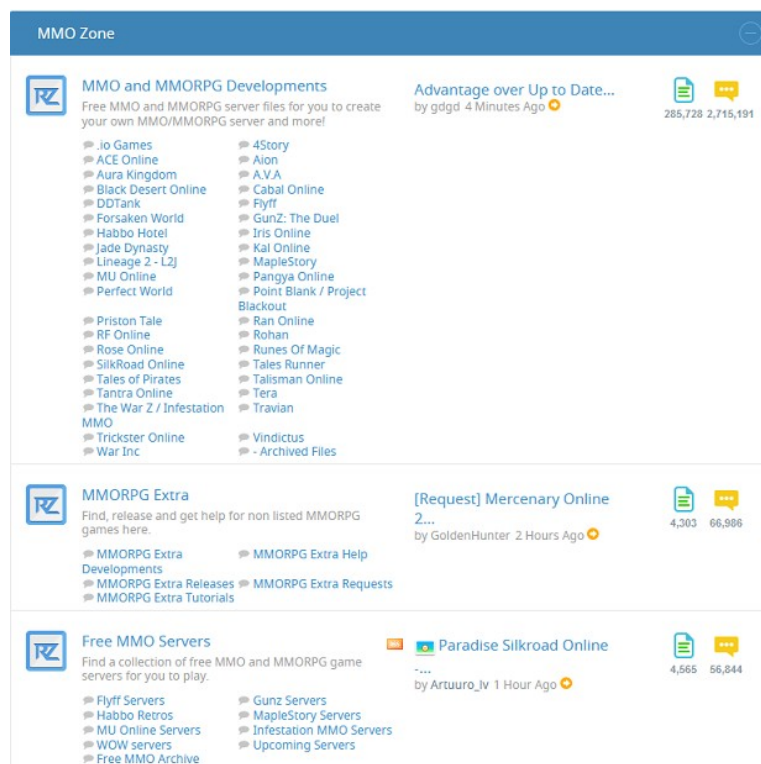 MMO Zone
RZ
MMO and MMORPG Developments
Free MMO and MMORPG server files for you to create
your own MMO/MMORPG server and more!
Advantage over Up to Date...
by gdgd 4 Minutes Ago
285,728 2,715,191
.io Games 4Story
ACE Online Aion
Aura Kingdom A.V.A
Black Desert Online Cabal Online
DDTank Flyff
Forsaken World GunZ: The Duel
Habbo Hotel Iris Online
Jade Dynasty Kal Online
Lineage 2 - L2J MapleStory
MU Online Pangya Online
Perfect World Point Blank / Project
Blackout
Priston Tale Ran Online
RF Online Rohan
Rose Online Runes Of Magic
SilkRoad Online Tales Runner
Tales of Pirates Talisman Online
Tantra Online Tera
The War Z / Infestation Travian
MMO
Trickster Online Vindictus
War Inc - Archived Files
RZ
MMORPG Extra
Find, release and get help for non listed MMORPG
games here.
[Request] Mercenary Online
2...
by GoldenHunter 2 Hours Ago
4,303 66,986
MMORPG Extra MMORPG Extra Help
Developments
MMORPG Extra Releases MMORPG Extra Requests
MMORPG Extra Tutorials
RZ
Free MMO Servers
Find a collection of free MMO and MMORPG game
servers for you to play.
Paradise Silkroad Online
-...
by Artuuro_lv 1 Hour Ago
4,565 56,844
Flyff Servers Gunz Servers
Habbo Retros MapleStory Servers
MU Online Servers Infestation MMO Servers
WOW servers Upcoming Servers
Free MMO Archive